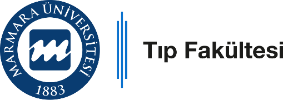 MARMARA ÜNİVERSİTESİ
m
1883
Tıp Fakültesi